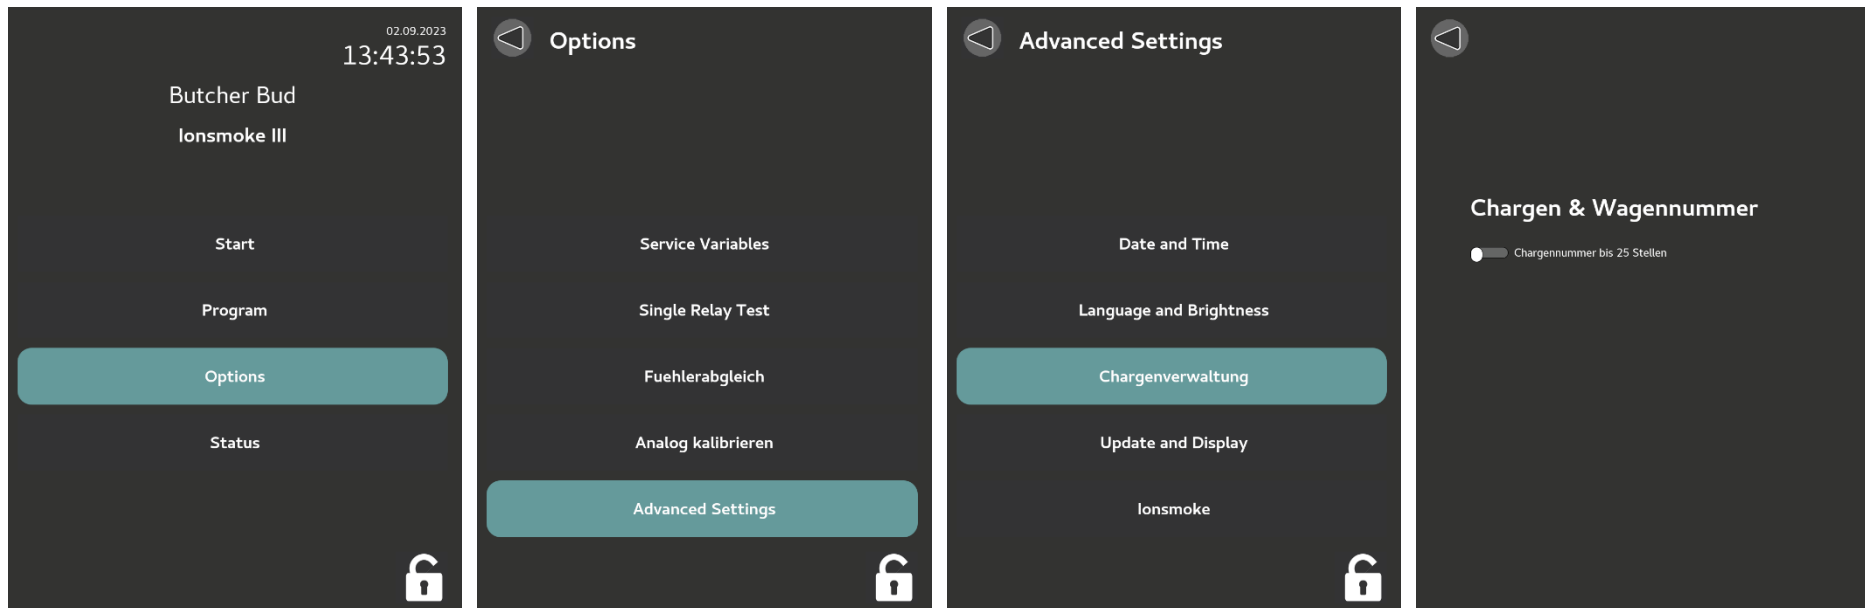 02.09.2023
13:43:53
Butcher Bud
Ionsmoke III
Start
Program
Options
Status
Options
Service Variables
Single Relay Test
Fuehlerabgleich
Analog kalibrieren
Advanced Settings
Advanced Settings
Date and Time
Language and Brightness
Chargenverwaltung
Update and Display
Ionsmoke
Chargen & Wagennummer
Chargennummer bis 25 Stellen